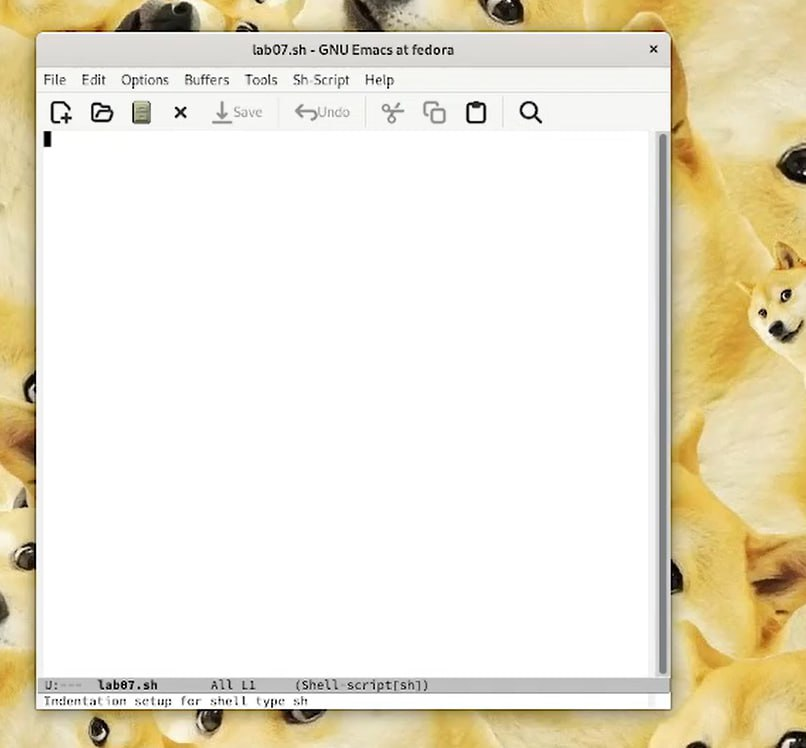 lab07.sh - GNU Emacs at fedora
File Edit Options Buffers Tools Sh-Script Help
Save Undo
U:--- lab07.sh All L1 (Shell-script[sh])
Indentation setup for shell type sh